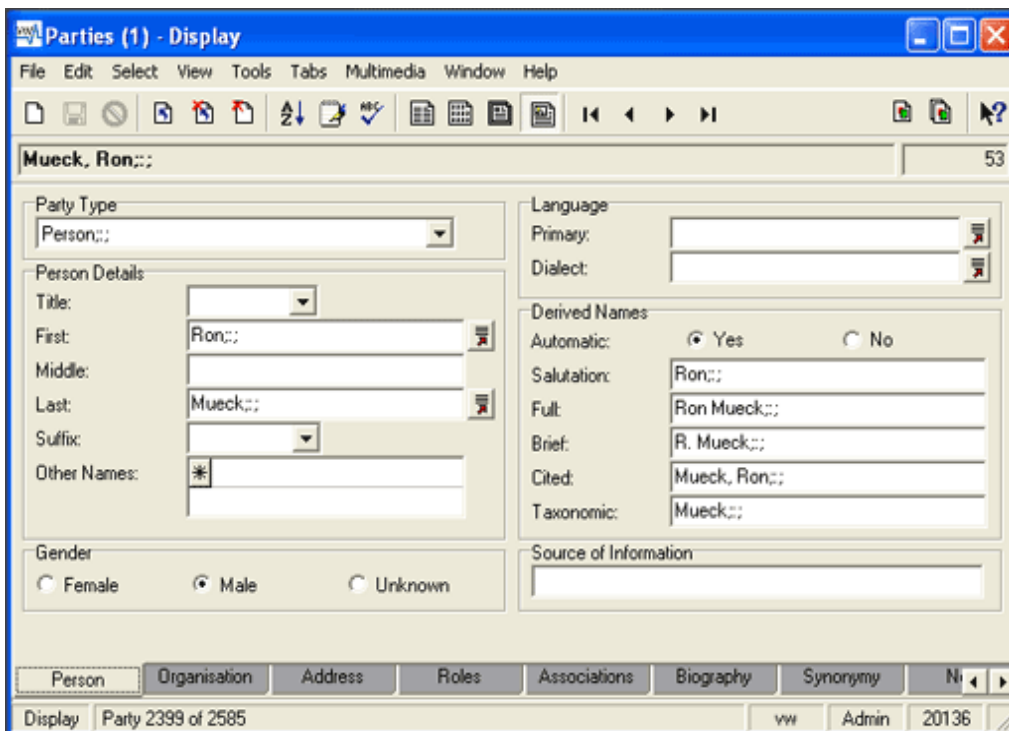 Parties (1) - Display
File Edit Select View Tools Tabs Multimedia Window Help
Mueck, Ron;:; 53
Party Type
Person;:;
Person Details
Title:
First: Ron;:;
Middle:
Last: Mueck;:;
Suffix:
Other Names:
Gender
Female Male Unknown
Language
Primary:
Dialect:
Derived Names
Automatic: Yes No
Salutation: Ron;:;
Full: Ron Mueck;:;
Brief: R. Mueck;:;
Cited: Mueck, Ron;:;
Taxonomic: Mueck;:;
Source of Information
Person Organisation Address Roles Associations Biography Synonymy
Display Party 2399 of 2585 vw Admin 20136